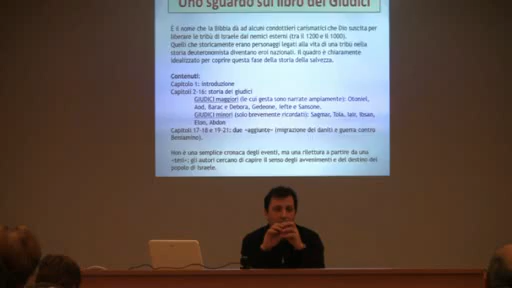 Uno sguardo sul libro dei Giudici
È il nome che la Bibbia da ad alcuni condottieri carismatici che Dio suscita per
liberare le tribù di Israele dai nemici esterni (tra il 1200 e il 1000).
Quelli che storicamente erano personaggi legati alla vita di una tribù nella
storia deuteronomista diventano eroi nazionali. Il quadro è chiaramente
idealizzato per coprire questa fase della storia della salvezza.
Contenuti:
Capitolo 1: introduzione
Capitoli 2-16: storia dei giudici
GIUDICI maggiori (le cui gesta sono narrate ampiamente): Otoniel,
Aod, Barac e Debora, Gedeone, Iefte e Sansone.
GIUDICI minori (solo brevemente ricordati): Sagmar, Tola, Iair, Ibsan,
Elon, Abdon
Capitoli 17-18 e 19-21: due «aggiunte» (migrazione dei daniti e guerra contro
Beniamino).
Non è una semplice cronaca degli eventi, ma una rilettura a partire da una
«tesi»: gli autori cercano di capire il senso degli avvenimenti e del destino del
popolo di Israele.